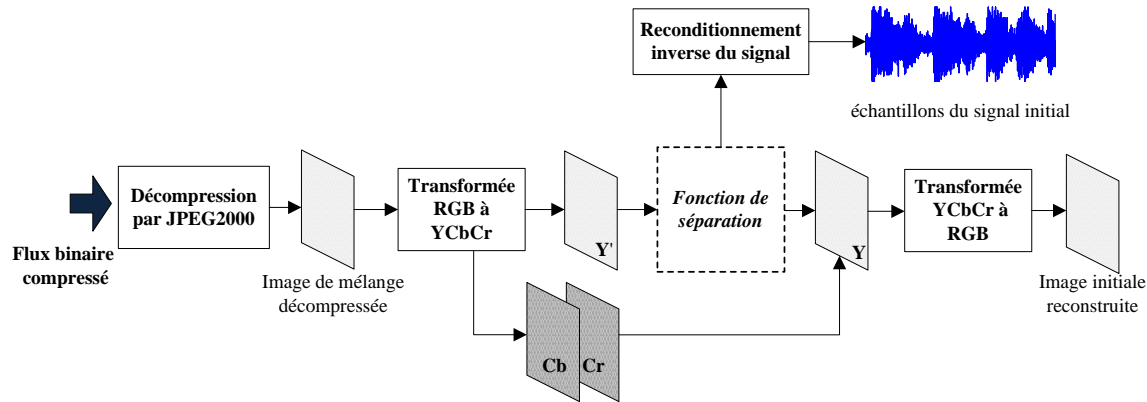 Reconditionnement
inverse du signal
échantillons du signal initial
Flux binaire
compressé
Décompression
par JPEG2000
Image de mélange
décompressée
Transformée
RGB à
YCbCr
Y'
Fonction de
séparation
Y
Transformée
YCbCr à
RGB
Image initiale
reconstruite
Cb
Cr